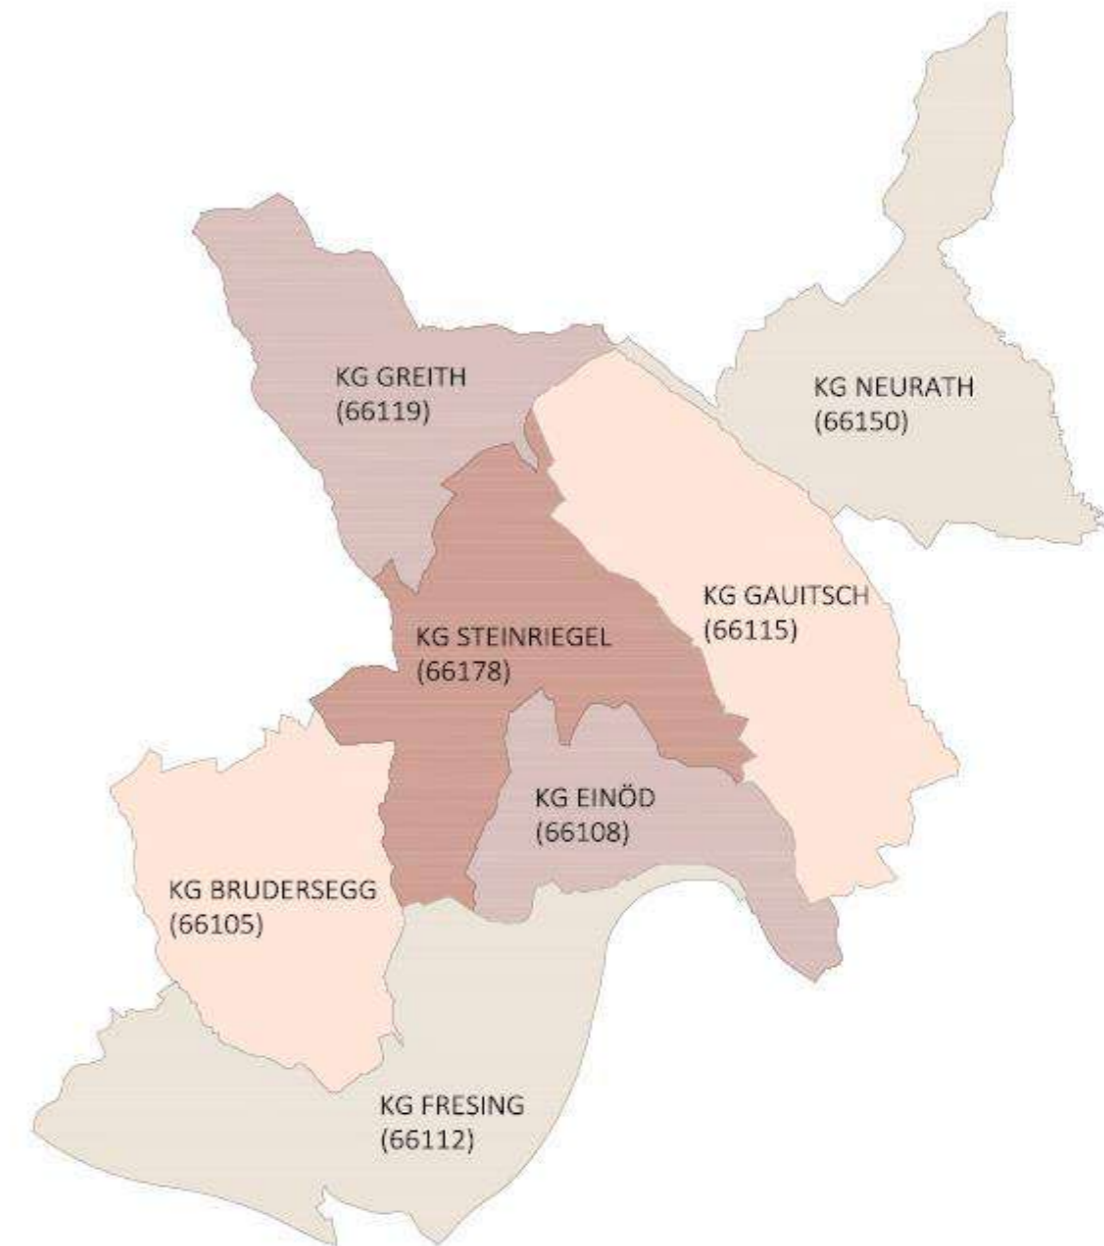 KG GREITH
(66119)
KG NEURATH
(66150)
KG GAUITSCH
(66115)
KG STEINRIEGEL
(66178)
KG EINÖD
(66108)
KG BRUDERSEGG
(66105)
KG FRESING
(66112)